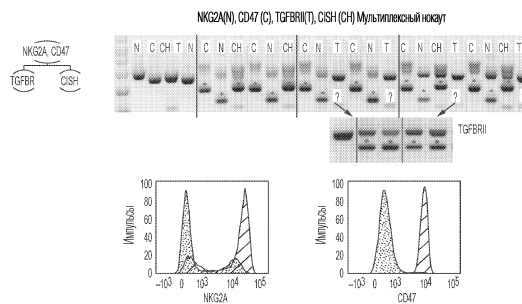 NKG2A(N), CD47 (C), TGFBRII(T), CISH (CH) Мультиплексный нокаут
NKG2A, CD47
TGFBR CISH
N C CH T N C N CH C N CH C N T C N T C N CH T C N CH T
? ? ?
TGFBRII
Импульсы
100
80
60
40
20
0
-10³ 0 10³ 10⁴ 10⁵
NKG2A
Импульсы
100
80
60
40
20
0
-10³ 0 10³ 10⁴ 10⁵
CD47